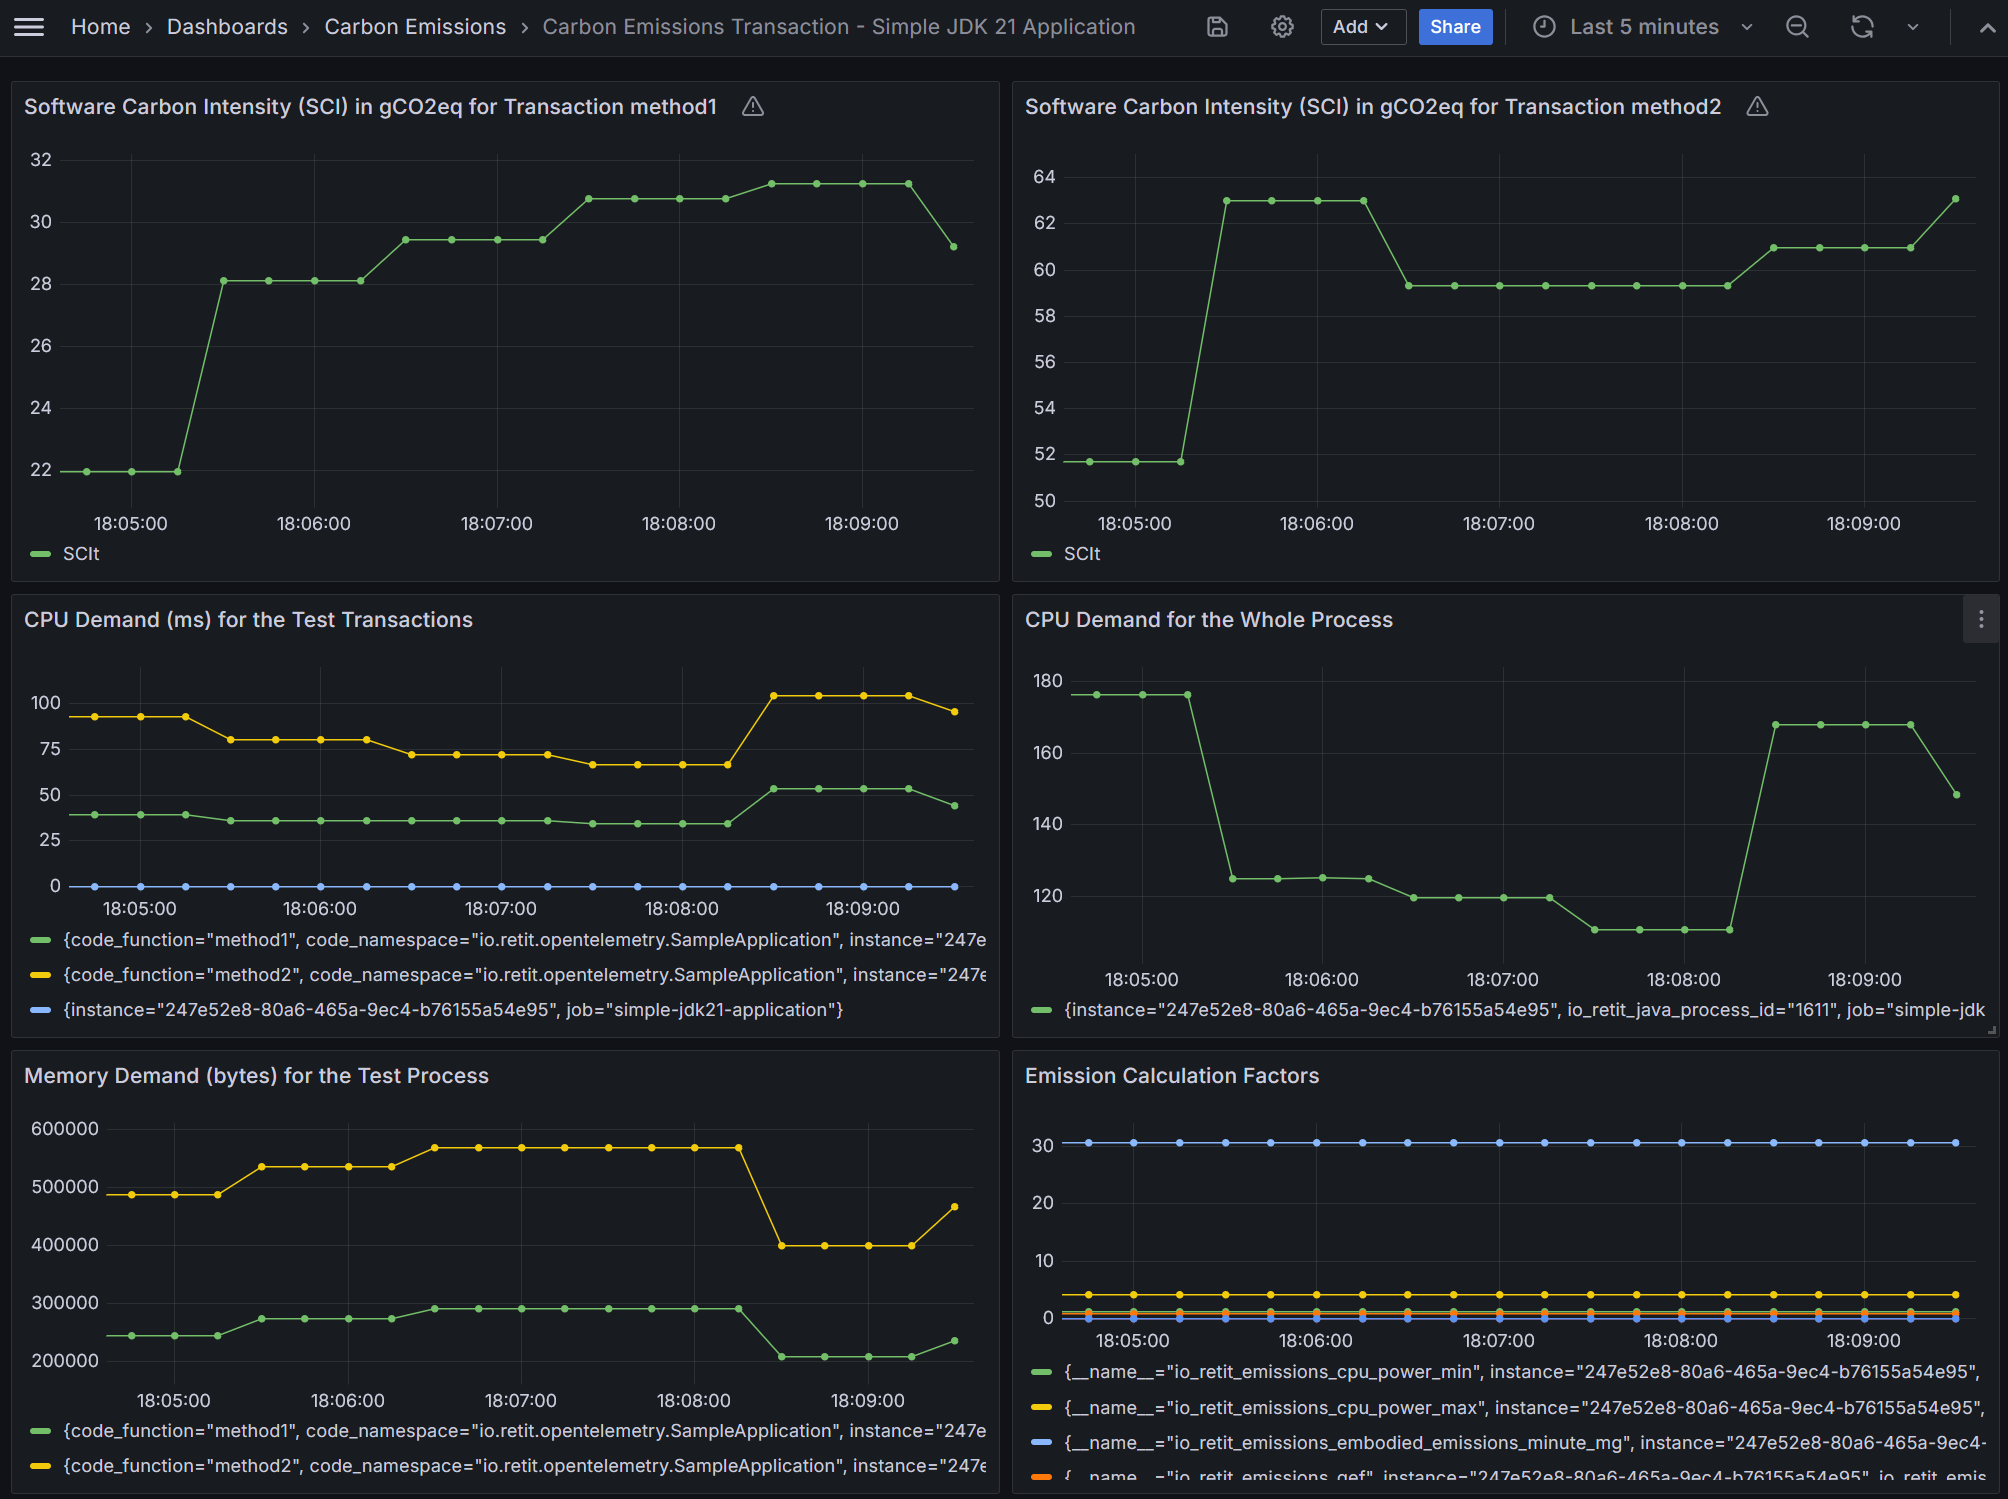 Home › Dashboards › Carbon Emissions › Carbon Emissions Transaction - Simple JDK 21 Application Add Share Last 5 minutes
Software Carbon Intensity (SCI) in gCO2eq for Transaction method1
32
30
28
26
24
22
18:05:00 18:06:00 18:07:00 18:08:00 18:09:00
SCIt
Software Carbon Intensity (SCI) in gCO2eq for Transaction method2
64
62
60
58
56
54
52
50
18:05:00 18:06:00 18:07:00 18:08:00 18:09:00
SCIt
CPU Demand (ms) for the Test Transactions
100
75
50
25
0
18:05:00 18:06:00 18:07:00 18:08:00 18:09:00
{code_function="method1", code_namespace="io.retit.opentelemetry.SampleApplication", instance="247e
{code_function="method2", code_namespace="io.retit.opentelemetry.SampleApplication", instance="247e
{instance="247e52e8-80a6-465a-9ec4-b76155a54e95", job="simple-jdk21-application"}
CPU Demand for the Whole Process
180
160
140
120
18:05:00 18:06:00 18:07:00 18:08:00 18:09:00
{instance="247e52e8-80a6-465a-9ec4-b76155a54e95", io_retit_java_process_id="1611", job="simple-jdk
Memory Demand (bytes) for the Test Process
600000
500000
400000
300000
200000
18:05:00 18:06:00 18:07:00 18:08:00 18:09:00
{code_function="method1", code_namespace="io.retit.opentelemetry.SampleApplication", instance="247e
{code_function="method2", code_namespace="io.retit.opentelemetry.SampleApplication", instance="247e
Emission Calculation Factors
30
20
10
0
18:05:00 18:06:00 18:07:00 18:08:00 18:09:00
{__name__="io_retit_emissions_cpu_power_min", instance="247e52e8-80a6-465a-9ec4-b76155a54e95",
{__name__="io_retit_emissions_cpu_power_max", instance="247e52e8-80a6-465a-9ec4-b76155a54e95",
{__name__="io_retit_emissions_embodied_emissions_minute_mg", instance="247e52e8-80a6-465a-9ec4-
{__name__="io_retit_emissions_gef", instance="247e52e8-80a6-465a-9ec4-b76155a54e95", io_retit_emis